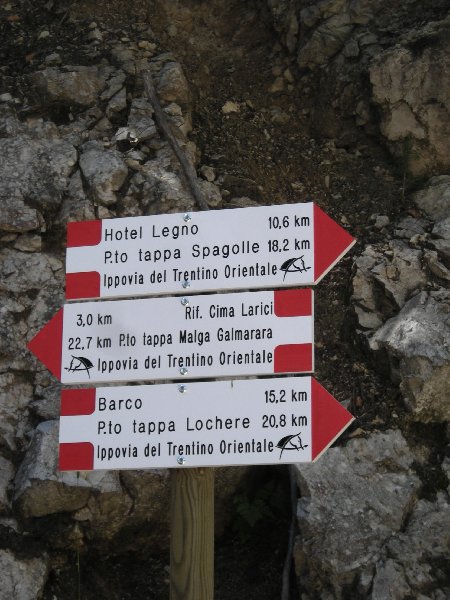 Hotel Legno 10,6 km
P.to tappa Spagolle 18,2 km
Ippovia del Trentino Orientale
3,0 km Rif. Cima Larici
22,7 km P.to tappa Malga Galmarara
Ippovia del Trentino Orientale
Barco 15,2 km
P.to tappa Lochere 20,8 km
Ippovia del Trentino Orientale